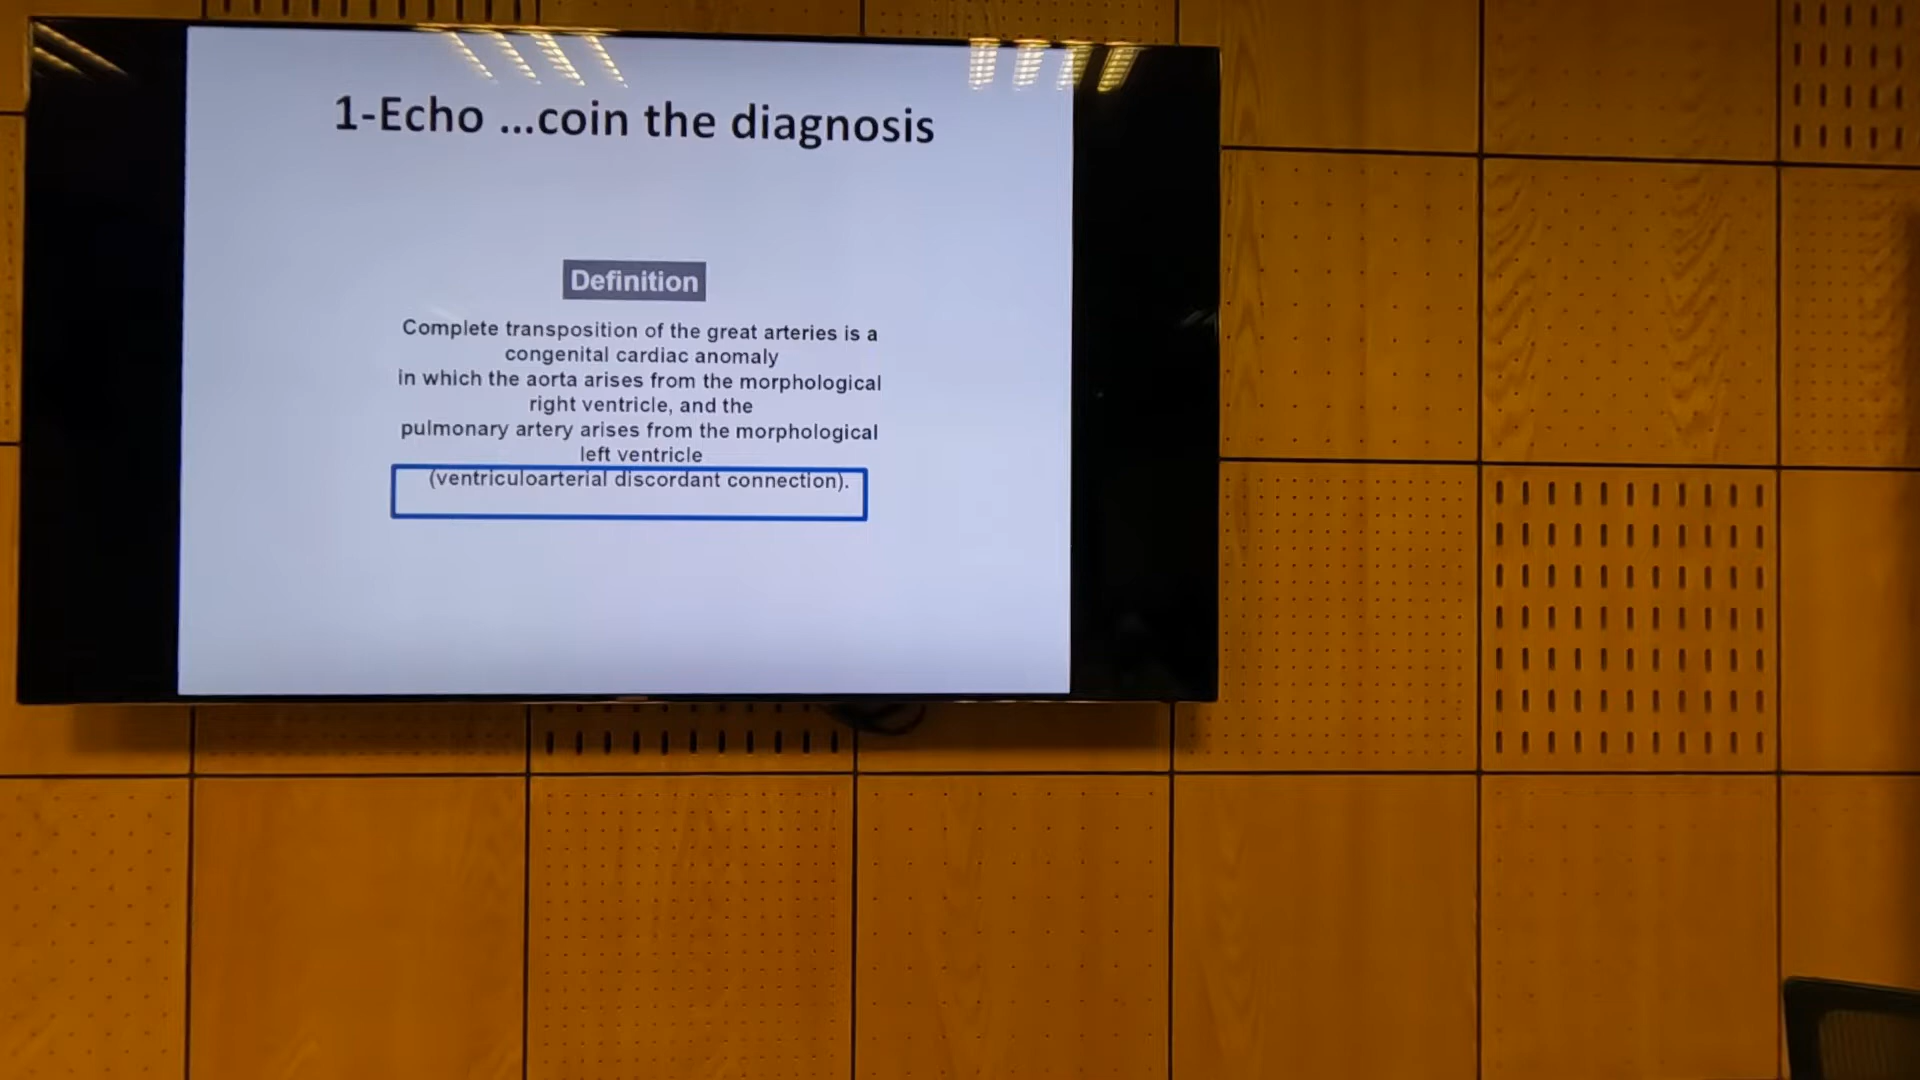 1-Echo ...coin the diagnosis
Definition
Complete transposition of the great arteries is a
congenital cardiac anomaly
in which the aorta arises from the morphological
right ventricle, and the
pulmonary artery arises from the morphological
left ventricle
(ventriculoarterial discordant connection).